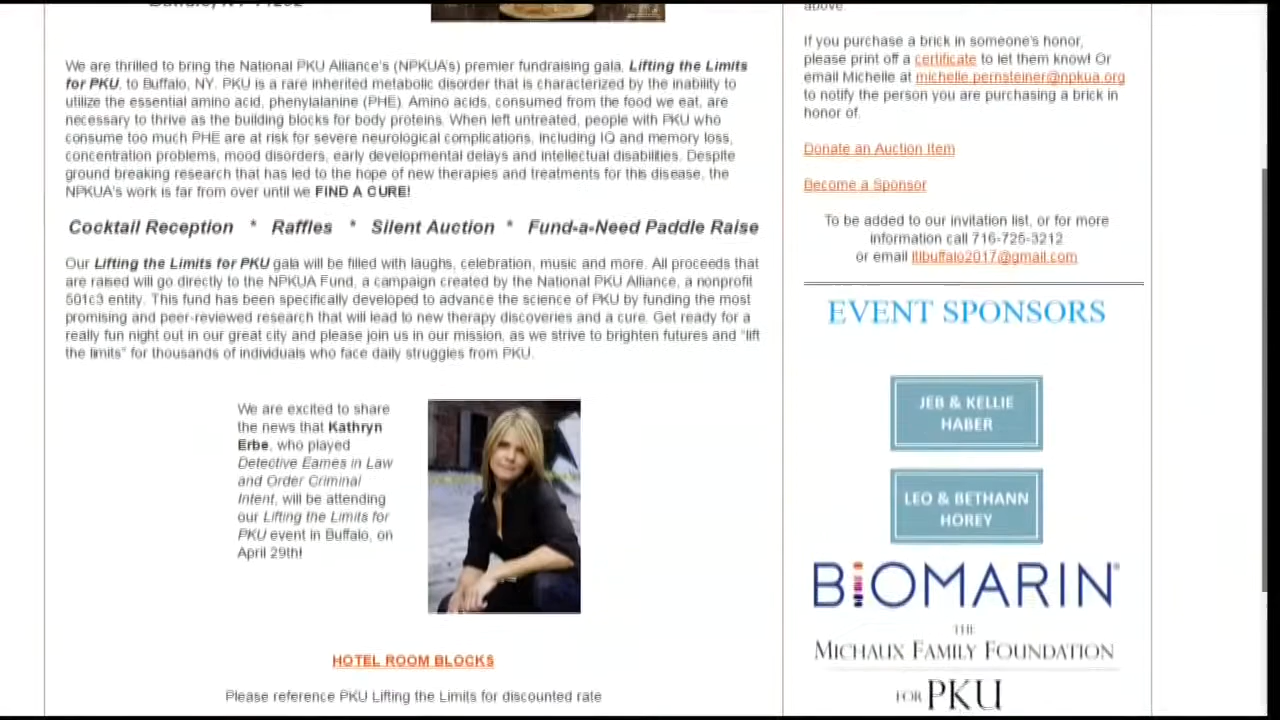 We are thrilled to bring the National PKU Alliance's (NPKUA's) premier fundraising gala, Lifting the Limits
for PKU, to Buffalo, NY. PKU is a rare inherited metabolic disorder that is characterized by the inability to
utilize the essential amino acid, phenylalanine (PHE). Amino acids, consumed from the food we eat, are
necessary to thrive as the building blocks for body proteins. When left untreated, people with PKU who
consume too much PHE are at risk for severe neurological complications, including IQ and memory loss,
concentration problems, mood disorders, early developmental delays and intellectual disabilities. Despite
ground breaking research that has led to the hope of new therapies and treatments for this disease, the
NPKUA's work is far from over until we FIND A CURE!
Cocktail Reception * Raffles * Silent Auction * Fund-a-Need Paddle Raise
Our Lifting the Limits for PKU gala will be filled with laughs, celebration, music and more. All proceeds that
are raised will go directly to the NPKUA Fund, a campaign created by the National PKU Alliance, a nonprofit
501c3 entity. This fund has been specifically developed to advance the science of PKU by funding the most
promising and peer-reviewed research that will lead to new therapy discoveries and a cure. Get ready for a
really fun night out in our great city and please join us in our mission, as we strive to brighten futures and "lift
the limits" for thousands of individuals who face daily struggles from PKU.
We are excited to share
the news that Kathryn
Erbe, who played
Detective Eames in Law
and Order Criminal
Intent, will be attending
our Lifting the Limits for
PKU event in Buffalo, on
April 29th!
HOTEL ROOM BLOCKS
Please reference PKU Lifting the Limits for discounted rate
above.
If you purchase a brick in someone's honor,
please print off a certificate to let them know! Or
email Michelle at michelle.pernsteiner@npkua.org
to notify the person you are purchasing a brick in
honor of.
Donate an Auction Item
Become a Sponsor
To be added to our invitation list, or for more
information call 716-725-3212
or email ltlbuffalo2017@gmail.com
EVENT SPONSORS
JEB & KELLIE
HABER
LEO & BETHANN
HOREY
BIOMARIN®
THE
MICHAUX FAMILY FOUNDATION
FOR PKU